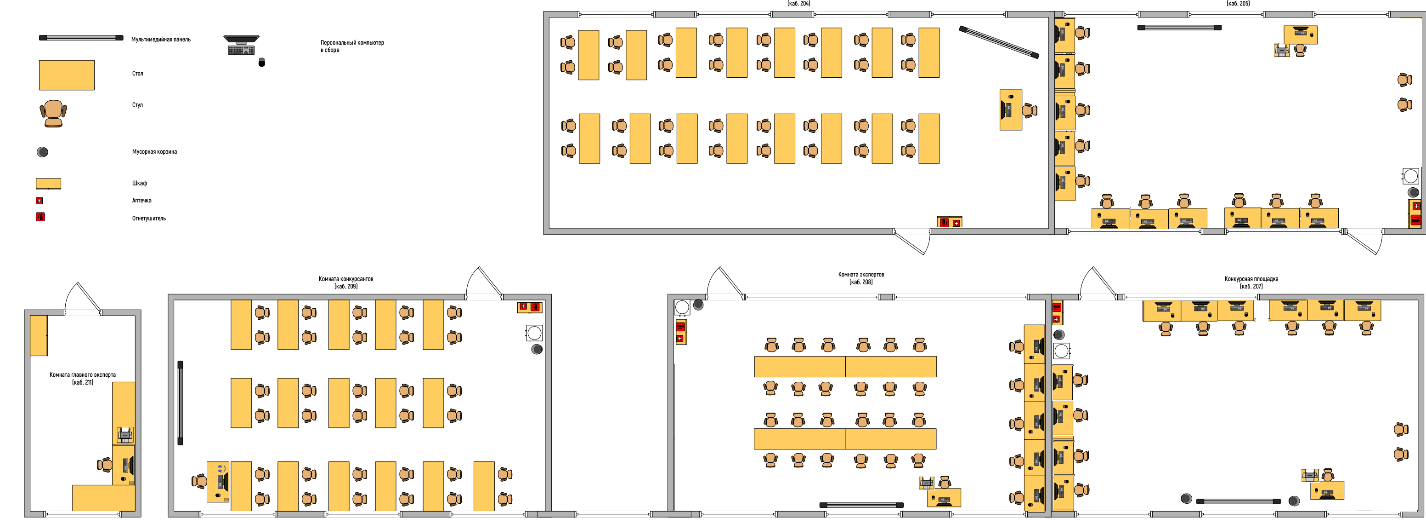 (каб. 204)
(каб. 205)
Мультимедийная панель
Персональный компьютер
в сборе
Стол
Стул
Мусорная корзина
Шкаф
Аптечка
Огнетушитель
Комната конкурсантов
(каб. 209)
Комната экспертов
(каб. 208)
Конкурсная площадка
(каб. 207)
Комната главного эксперта
(каб. 211)